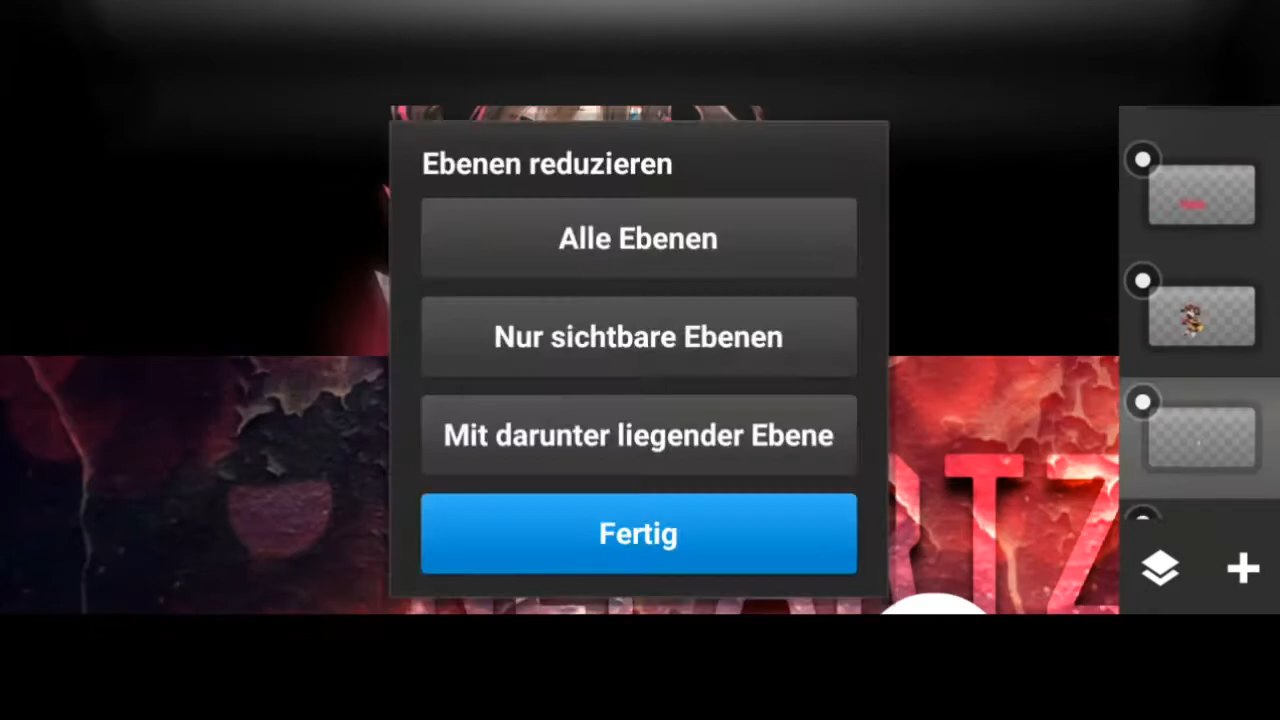 Ebenen reduzieren
Alle Ebenen
Nur sichtbare Ebenen
Mit darunter liegender Ebene
Fertig